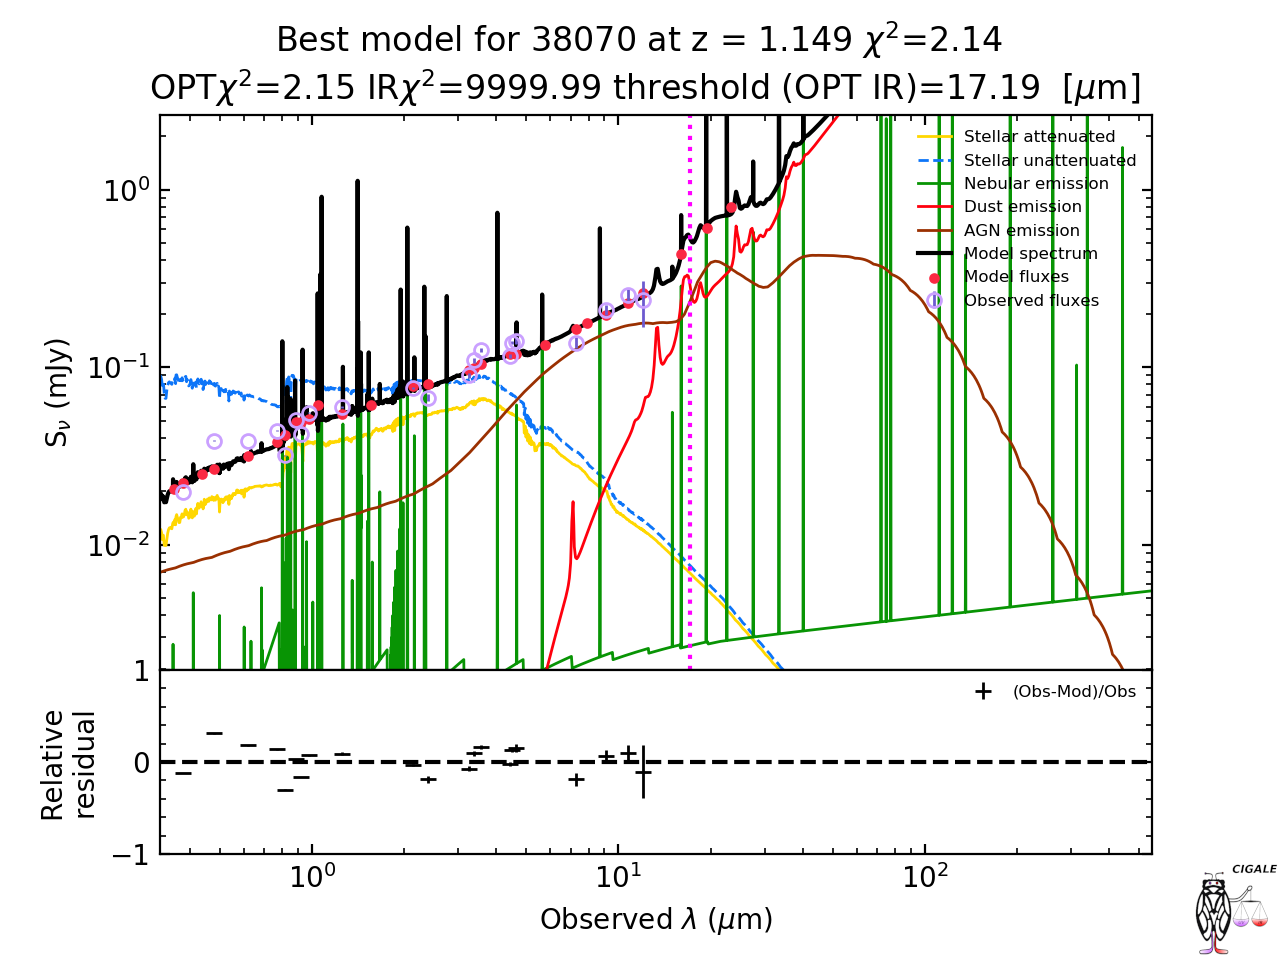 Best model for 38070 at z = 1.149 χ²=2.14
OPTχ²=2.15 IRχ²=9999.99 threshold (OPT IR)=17.19 [μm]
Stellar attenuated
Stellar unattenuated
Nebular emission
Dust emission
AGN emission
Model spectrum
Model fluxes
Observed fluxes
S_ν (mJy)
10⁰
10⁻¹
10⁻²
(Obs-Mod)/Obs
Relative
residual
1
0
−1
10⁰ 10¹ 10²
Observed λ (μm)
CIGALE